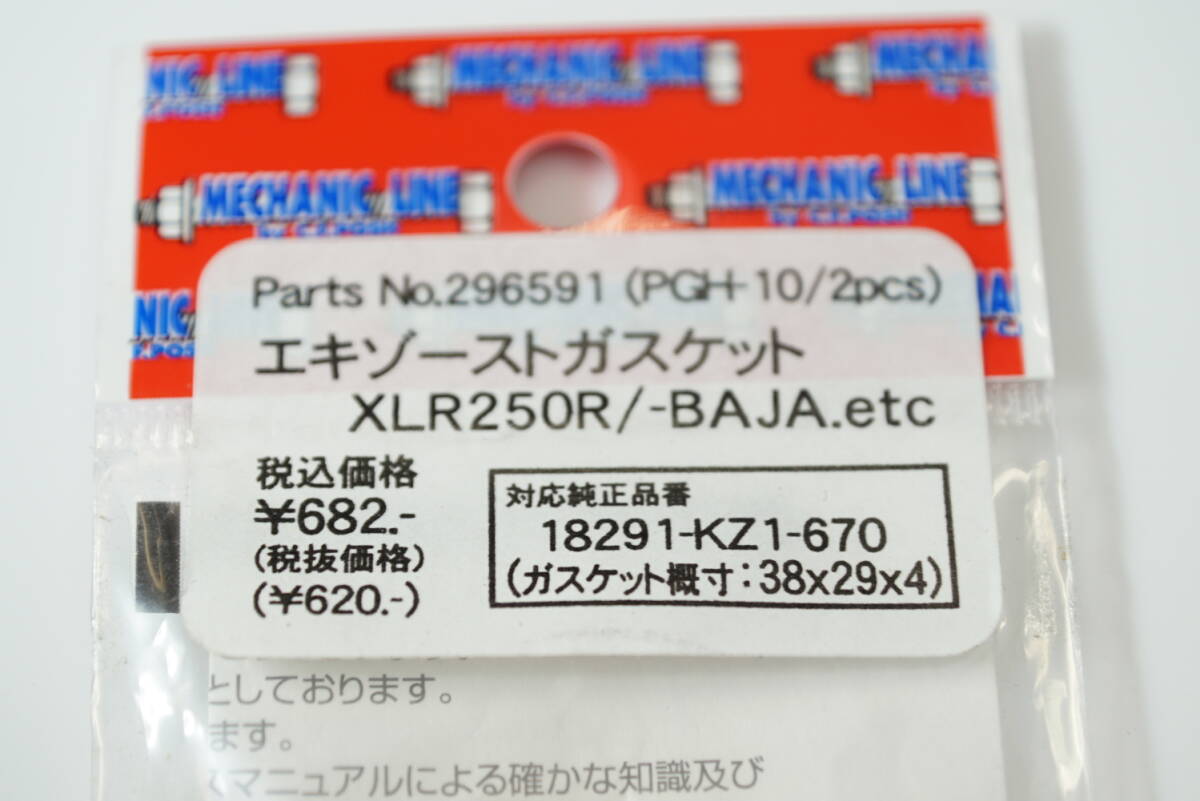 NIC LINE MECHANIC LINE MECHANI
MECHANIC LINE MECHANIC LINE
Parts No.296591 (PGH-10/2pcs)
エキゾーストガスケット
XLR250R/-BAJA.etc
税込価格
¥682.-
(税抜価格)
(¥620.-)
対応純正品番
18291-KZ1-670
(ガスケット概寸:38x29x4)
としております。
ます。
マニュアルによる確かな知識及び